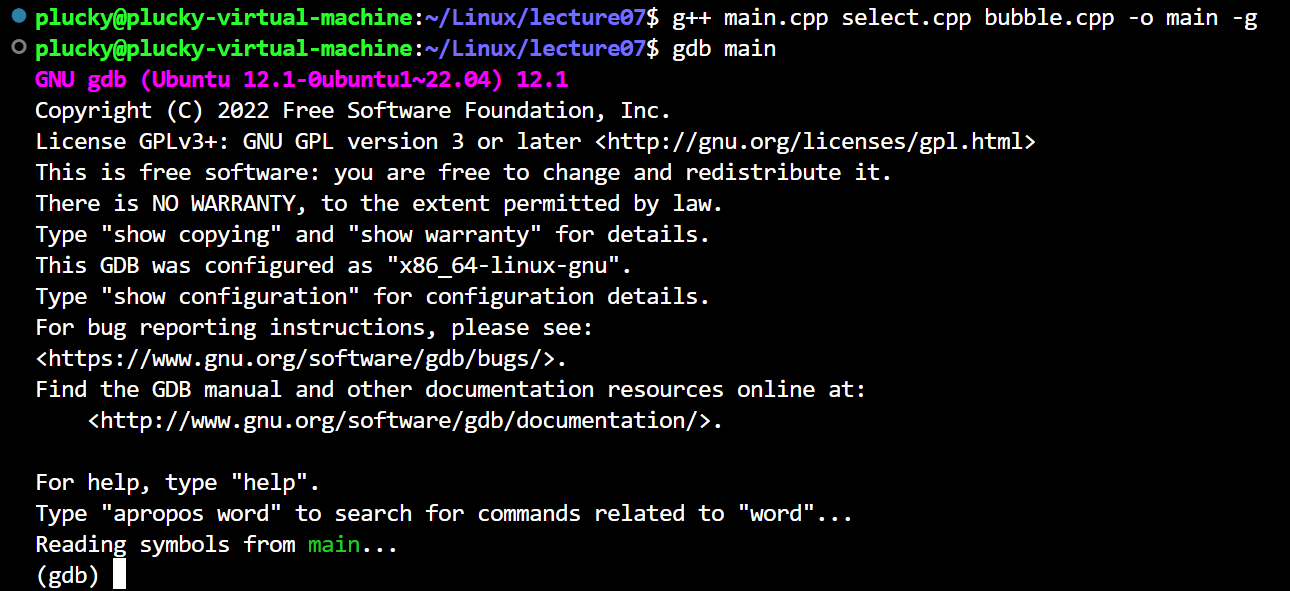 plucky@plucky-virtual-machine:~/Linux/lecture07$ g++ main.cpp select.cpp bubble.cpp -o main -g
plucky@plucky-virtual-machine:~/Linux/lecture07$ gdb main
GNU gdb (Ubuntu 12.1-0ubuntu1~22.04) 12.1
Copyright (C) 2022 Free Software Foundation, Inc.
License GPLv3+: GNU GPL version 3 or later <http://gnu.org/licenses/gpl.html>
This is free software: you are free to change and redistribute it.
There is NO WARRANTY, to the extent permitted by law.
Type "show copying" and "show warranty" for details.
This GDB was configured as "x86_64-linux-gnu".
Type "show configuration" for configuration details.
For bug reporting instructions, please see:
<https://www.gnu.org/software/gdb/bugs/>.
Find the GDB manual and other documentation resources online at:
    <http://www.gnu.org/software/gdb/documentation/>.

For help, type "help".
Type "apropos word" to search for commands related to "word"...
Reading symbols from main...
(gdb)